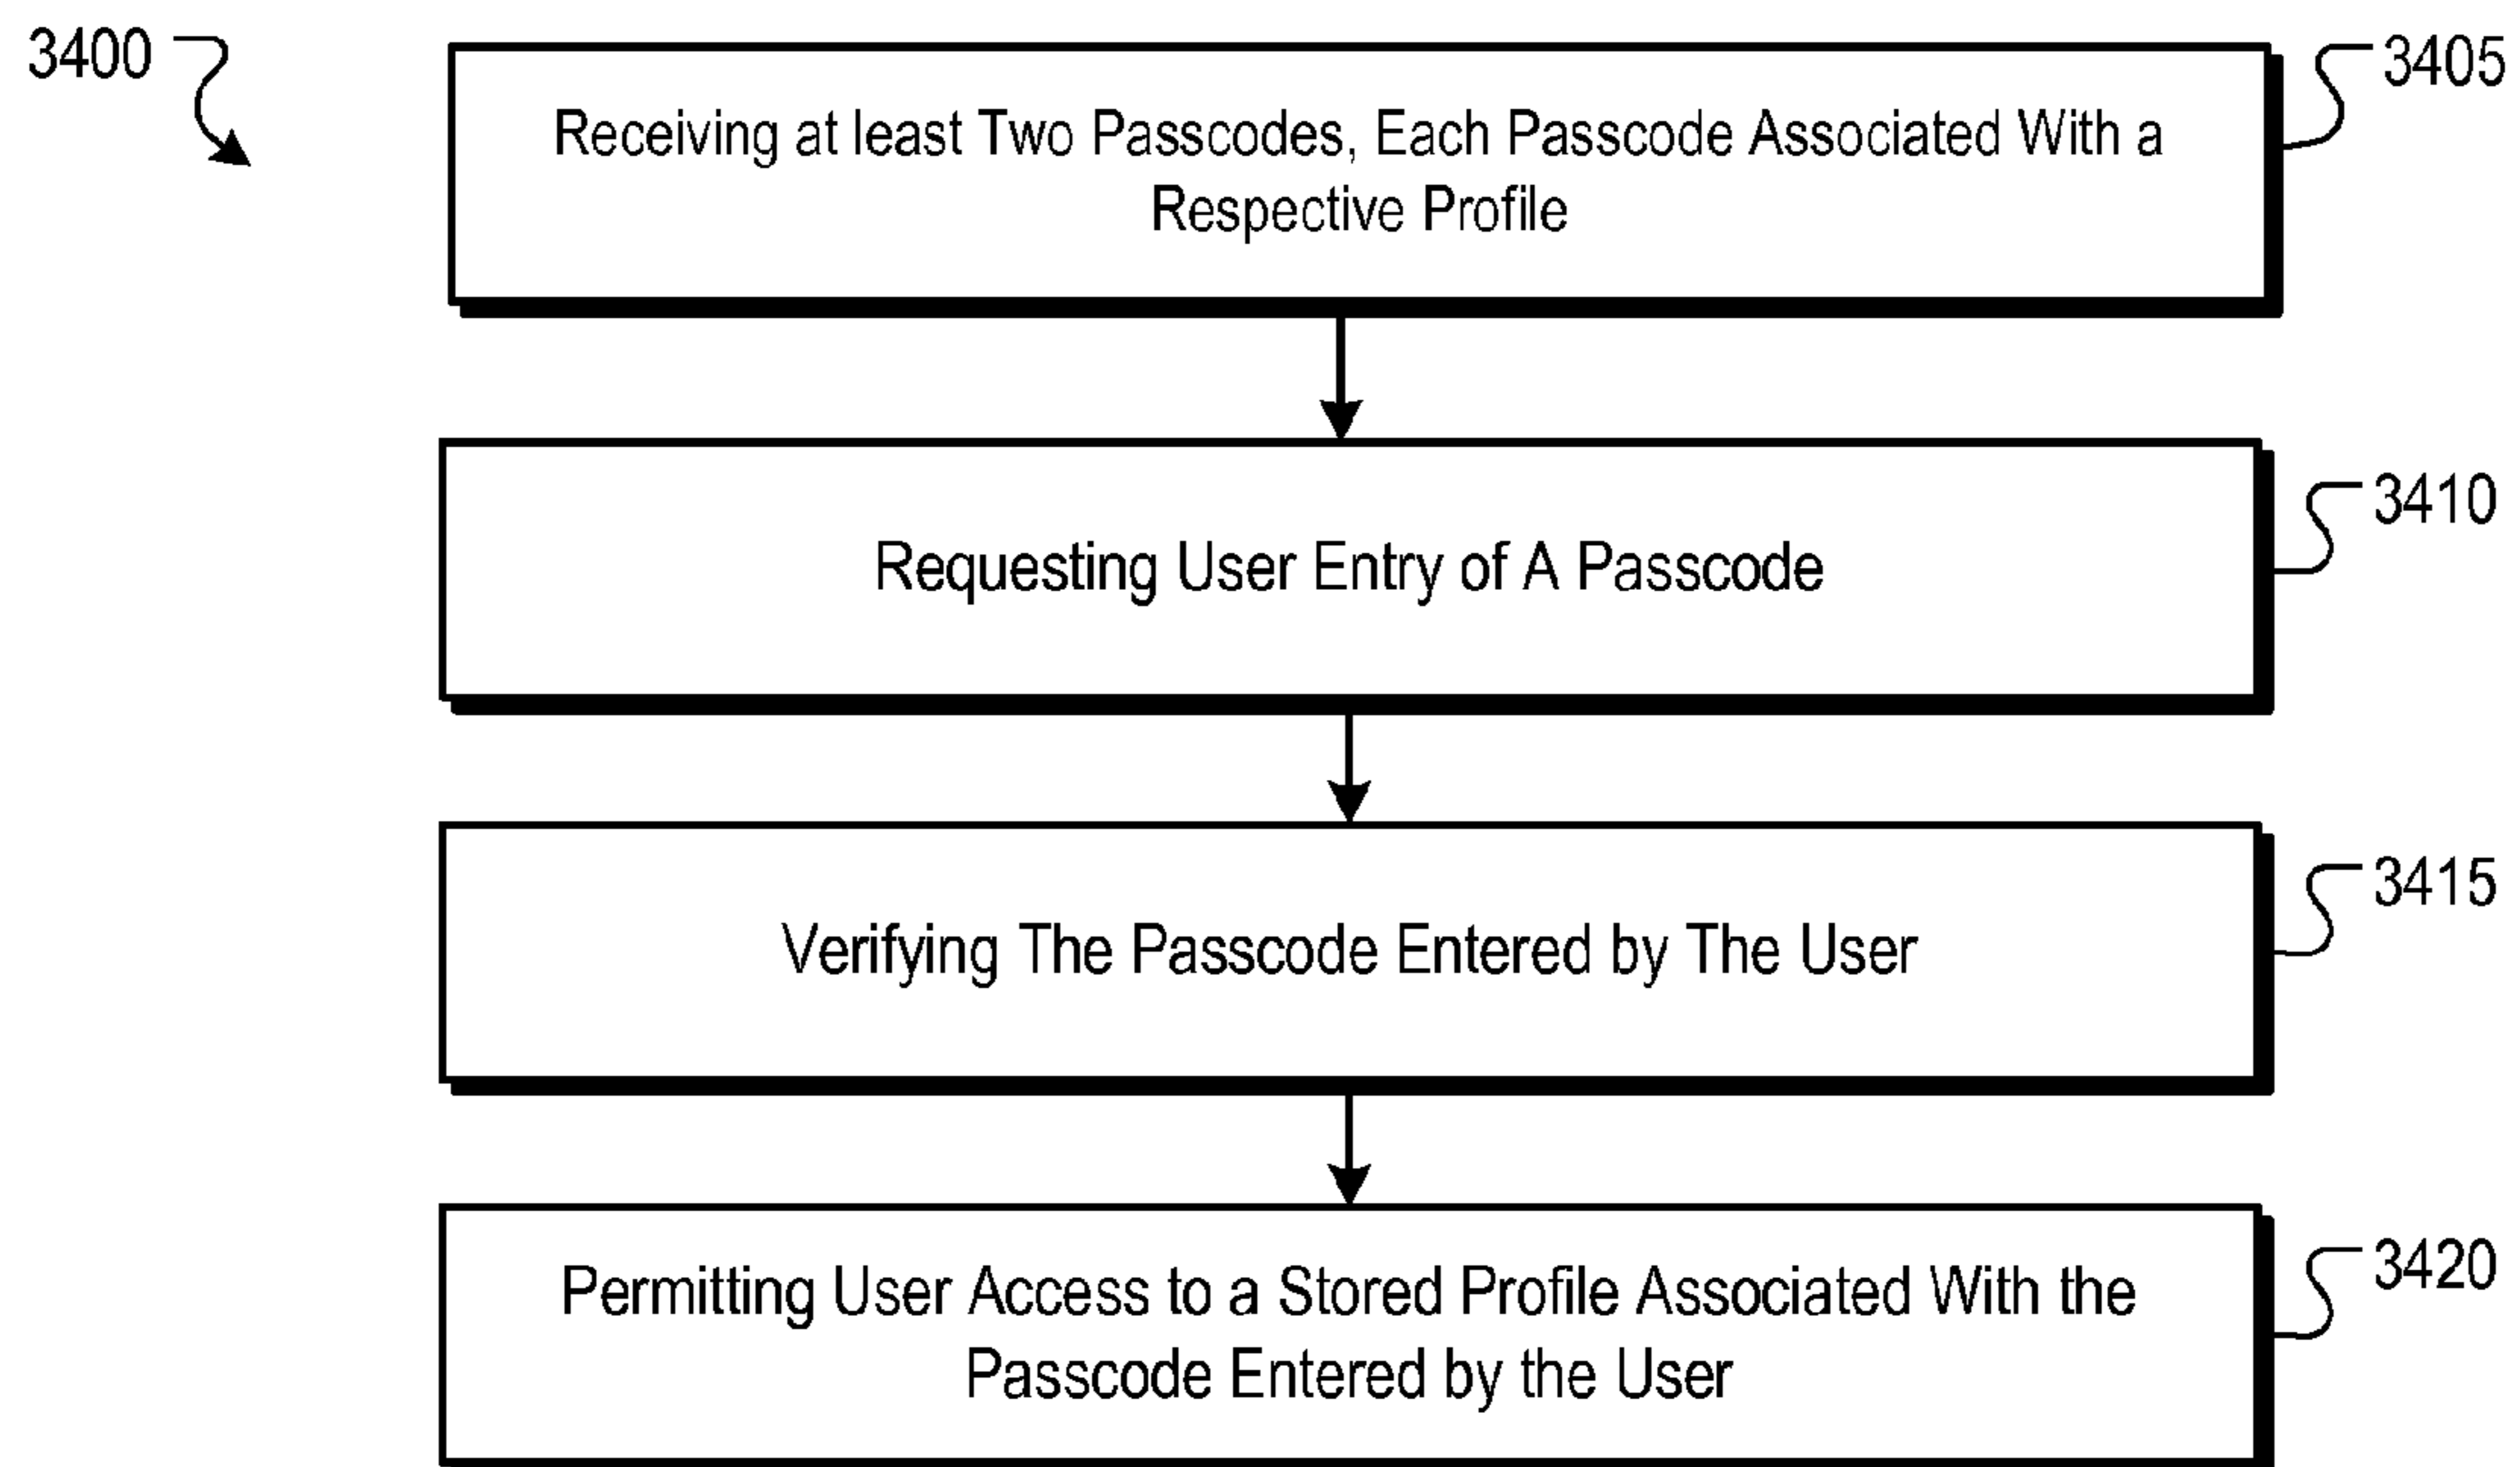 3400
3405
Receiving at least Two Passcodes, Each Passcode Associated With a
Respective Profile
3410
Requesting User Entry of A Passcode
3415
Verifying The Passcode Entered by The User
3420
Permitting User Access to a Stored Profile Associated With the
Passcode Entered by the User